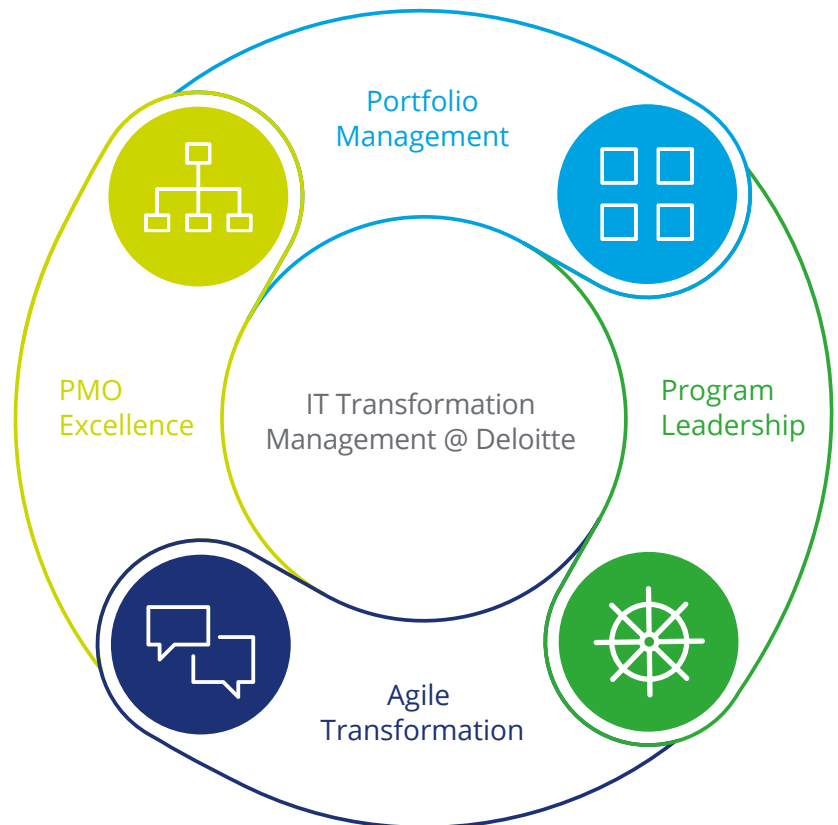 Portfolio
Management
PMO
Excellence
IT Transformation
Management @ Deloitte
Program
Leadership
Agile
Transformation